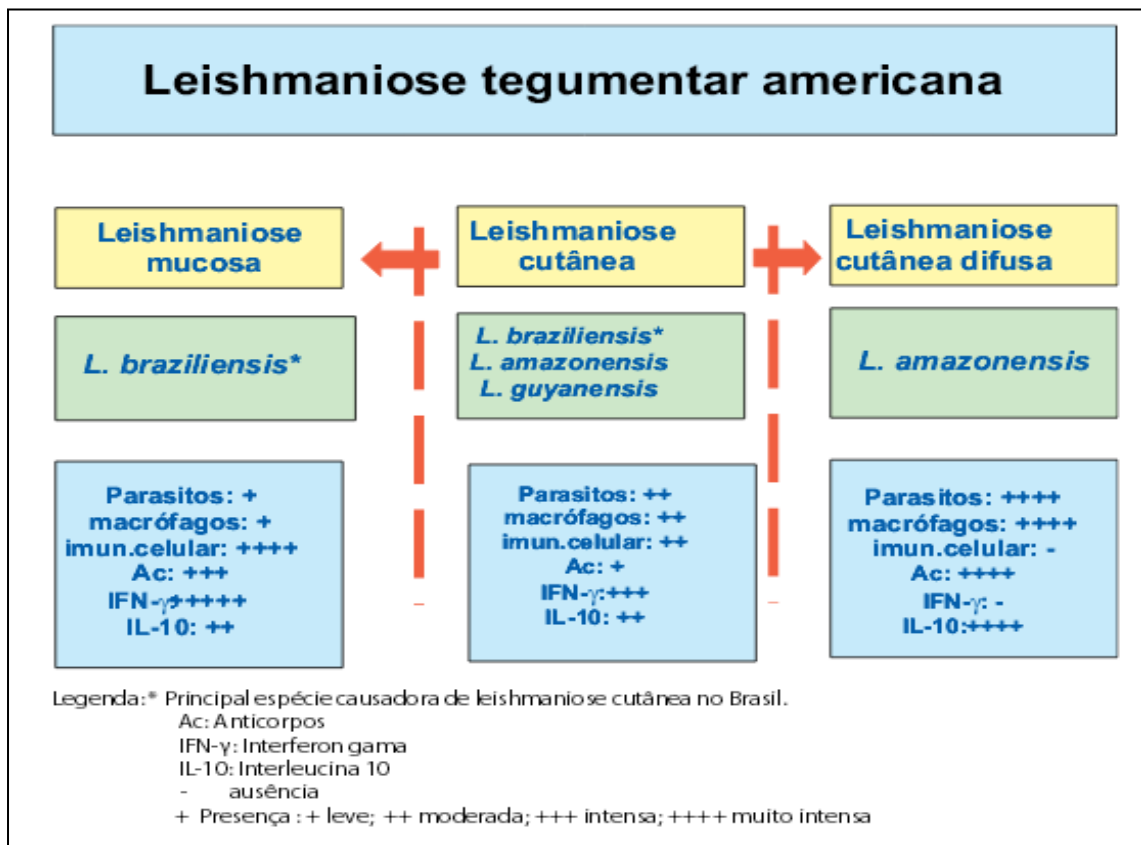 Leishmaniose tegumentar americana
Leishmaniose
mucosa
L. braziliensis*
Parasitos: +
macrófagos: +
imun.celular: ++++
Ac: +++
IFN-γ:+++++
IL-10: ++
Leishmaniose
cutânea
L. braziliensis*
L. amazonensis
L. guyanensis
Parasitos: ++
macrófagos: ++
imun.celular: ++
Ac: +
IFN-γ:+++
IL-10: ++
Leishmaniose
cutânea difusa
L. amazonensis
Parasitos: ++++
macrófagos: ++++
imun.celular: -
Ac: ++++
IFN-γ: -
IL-10:++++
Legenda:* Principal espécie causadora de leishmaniose cutânea no Brasil.
Ac: Anticorpos
IFN-γ: Interferon gama
IL-10: Interleucina 10
- ausência
+ Presença : + leve; ++ moderada; +++ intensa; ++++ muito intensa